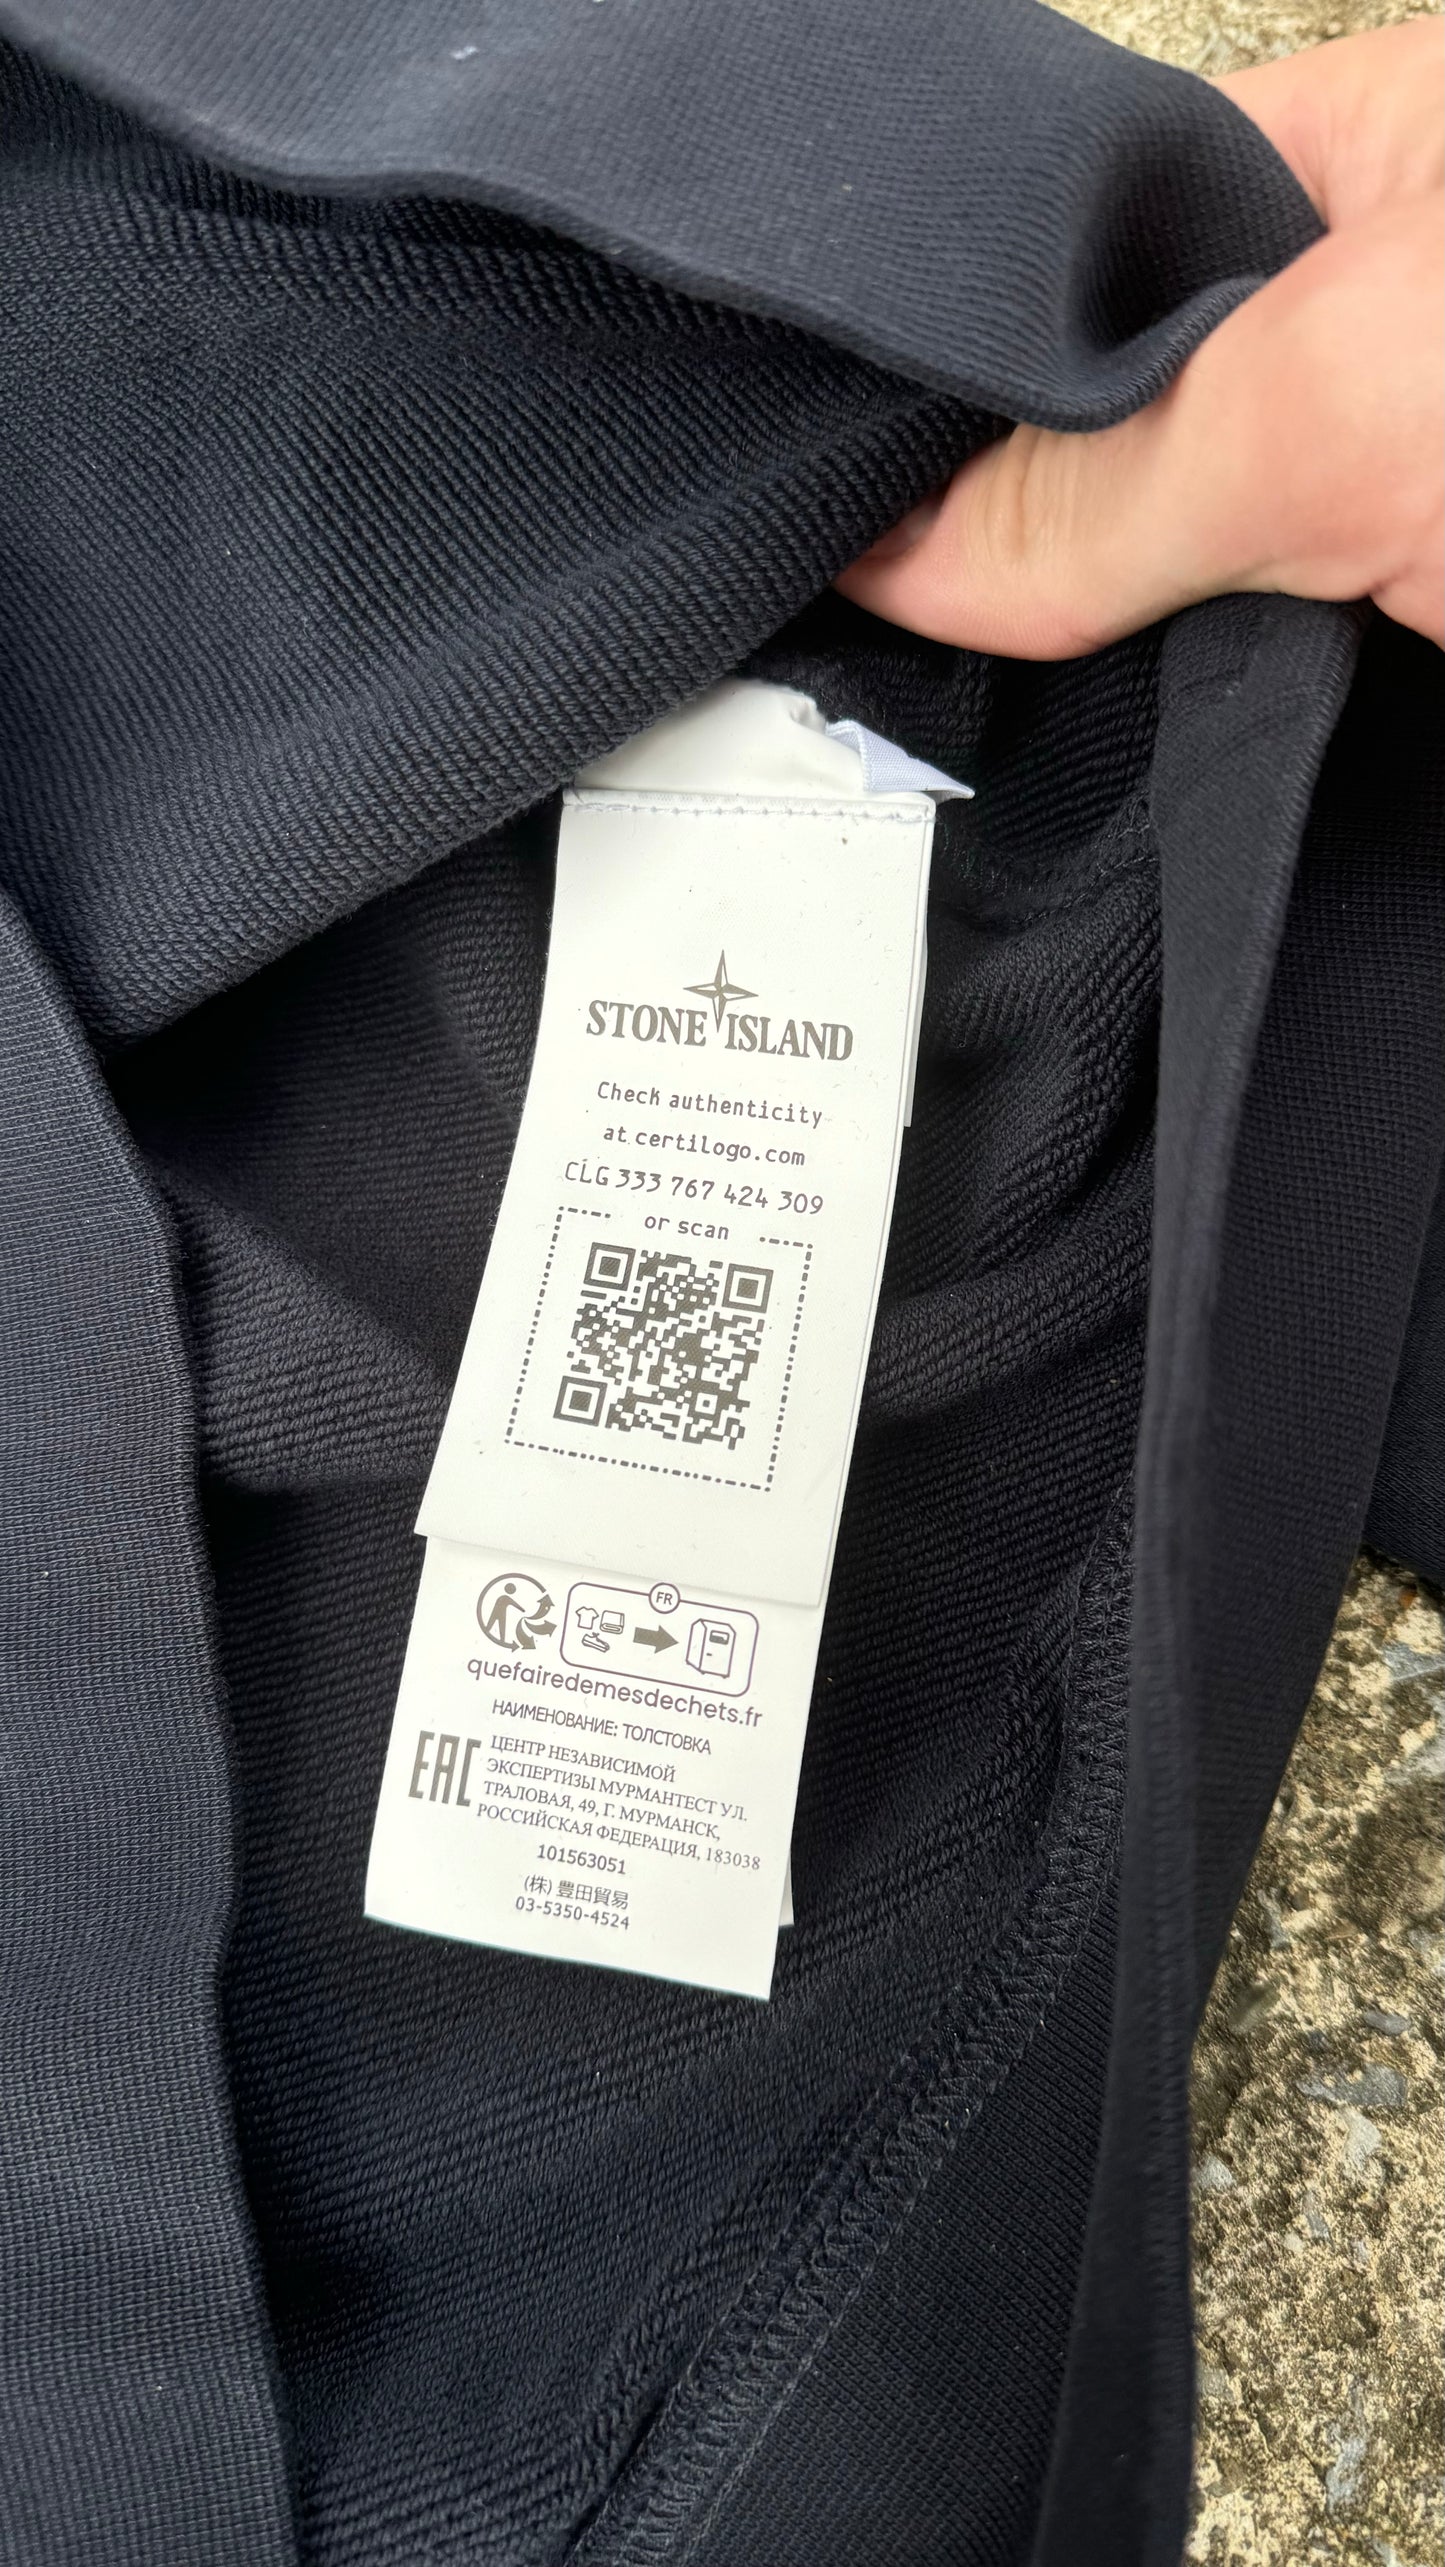 STONE ISLAND
Check authenticity
at certilogo.com
CLG 333 767 424 309
or scan
FR
quefairedemesdechets.fr
НАИМЕНОВАНИЕ: ТОЛСТОВКА
EAC
ЦЕНТР НЕЗАВИСИМОЙ
ЭКСПЕРТИЗЫ МУРМАНТЕСТ УЛ.
ТРАЛОВАЯ, 49, Г. МУРМАНСК,
РОССИЙСКАЯ ФЕДЕРАЦИЯ, 183038
101563051
(株) 豊田貿易
03-5350-4524